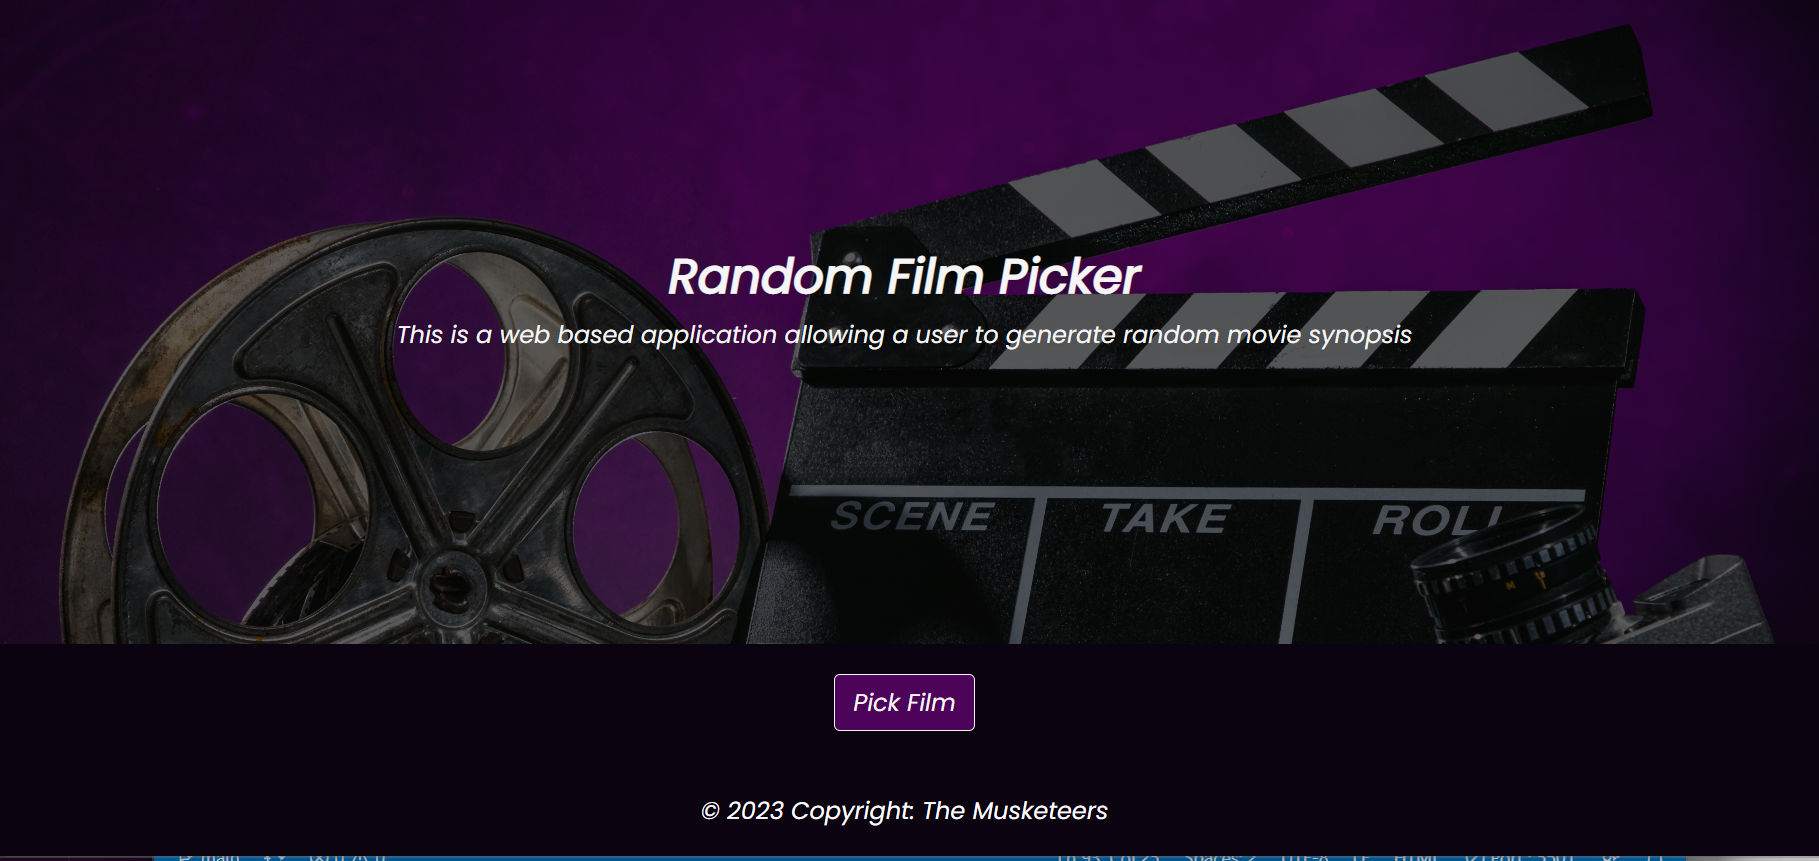 Random Film Picker
This is a web based application allowing a user to generate random movie synopsis
SCENE TAKE ROLL
Pick Film
© 2023 Copyright: The Musketeers